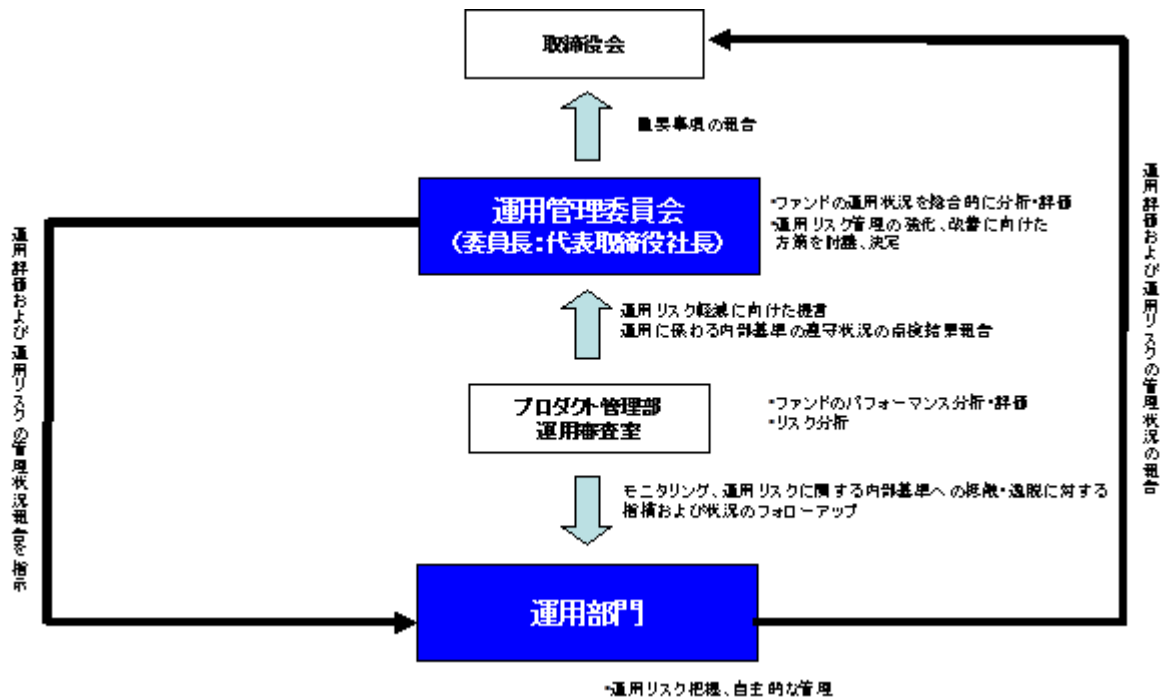 取締役会
重要事項の報告
運用管理委員会
(委員長:代表取締役社長)
・ファンドの運用状況を総合的に分析・評価
・運用リスク管理の強化、改善に向けた
方策を討議、決定
運用リスク軽減に向けた提言
運用に係わる内部基準の遵守状況の点検結果報告
プロダクト管理部
運用審査室
・ファンドのパフォーマンス分析・評価
・リスク分析
モニタリング、運用リスクに関する内部基準への抵触・逸脱に対する
指摘および状況のフォローアップ
運用部門
・運用リスク把握、自主的な管理
運用評価および運用リスクの管理状況報告を指示
運用評価および運用リスクの管理状況の報告